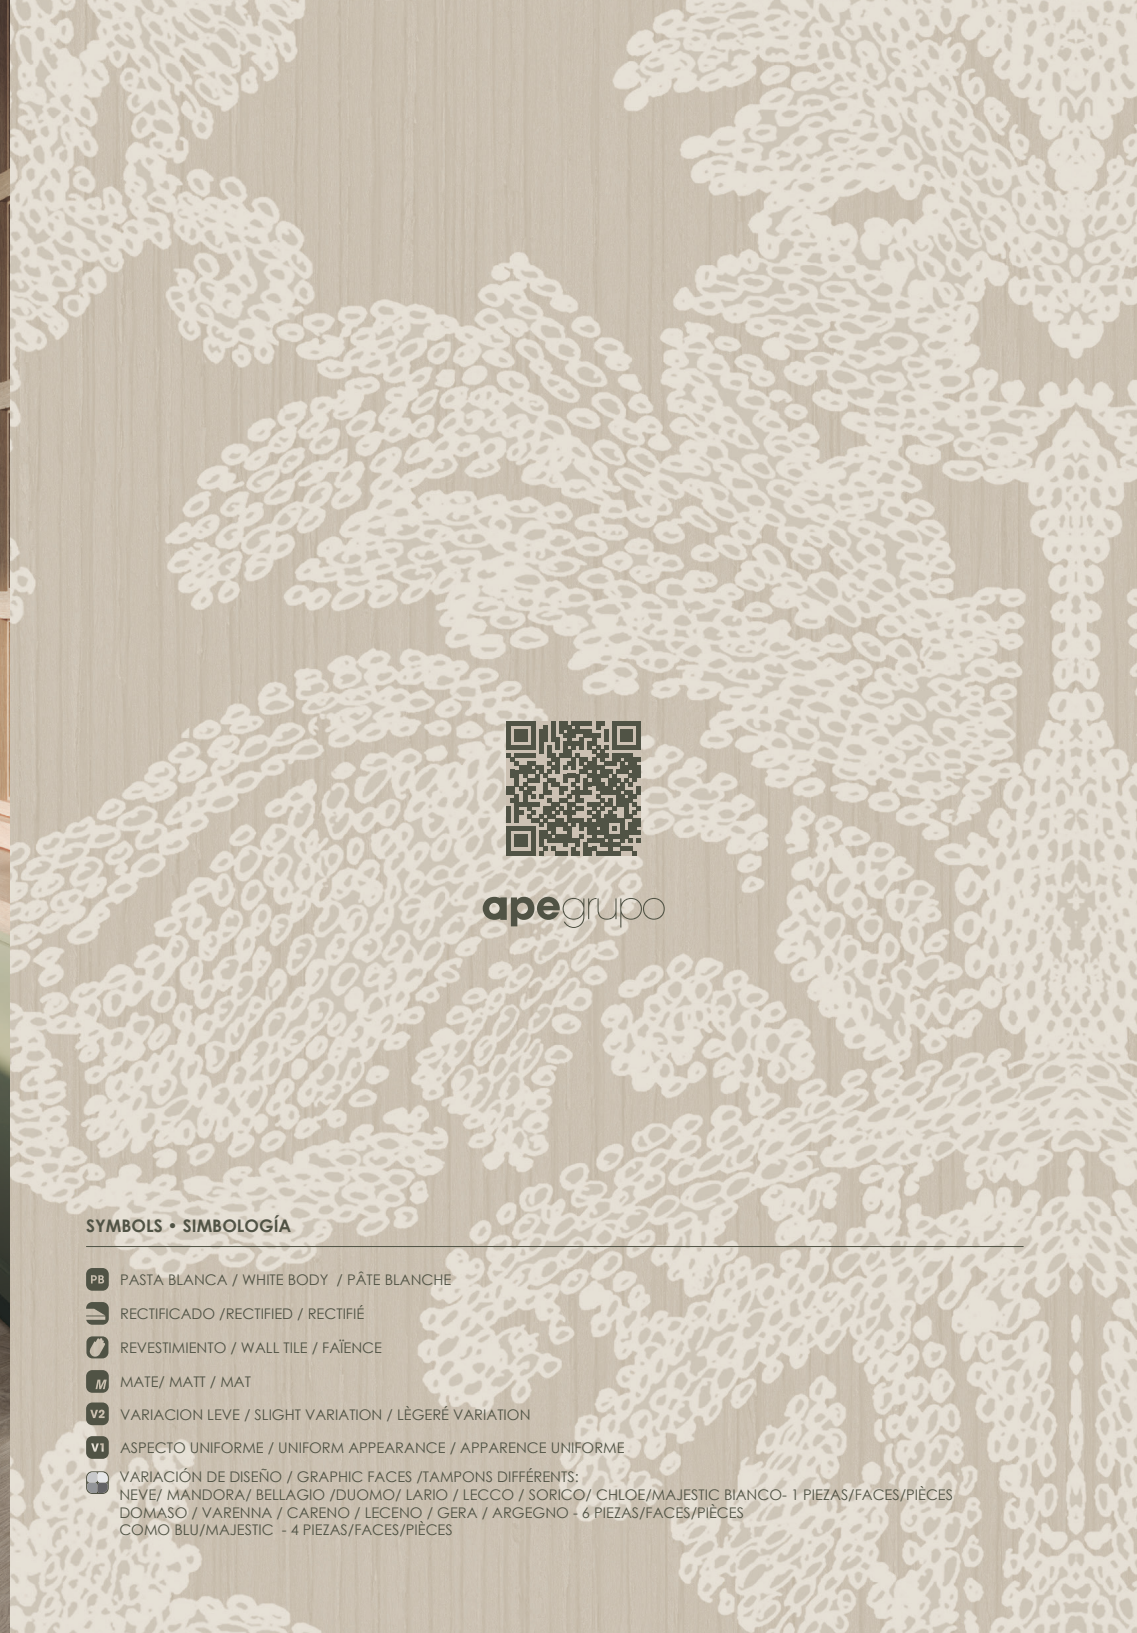 apegrupo
SYMBOLS • SIMBOLOGÍA
PB PASTA BLANCA / WHITE BODY / PÂTE BLANCHE
RECTIFICADO /RECTIFIED / RECTIFIÉ
REVESTIMIENTO / WALL TILE / FAÏENCE
M MATE/ MATT / MAT
V2 VARIACION LEVE / SLIGHT VARIATION / LÈGERÉ VARIATION
V1 ASPECTO UNIFORME / UNIFORM APPEARANCE / APPARENCE UNIFORME
VARIACIÓN DE DISEÑO / GRAPHIC FACES /TAMPONS DIFFÉRENTS:
NEVE/ MANDORA/ BELLAGIO /DUOMO/ LARIO / LECCO / SORICO/ CHLOE/MAJESTIC BIANCO- 1 PIEZAS/FACES/PIÈCES
DOMASO / VARENNA / CARENO / LECENO / GERA / ARGEGNO - 6 PIEZAS/FACES/PIÈCES
COMO BLU/MAJESTIC - 4 PIEZAS/FACES/PIÈCES